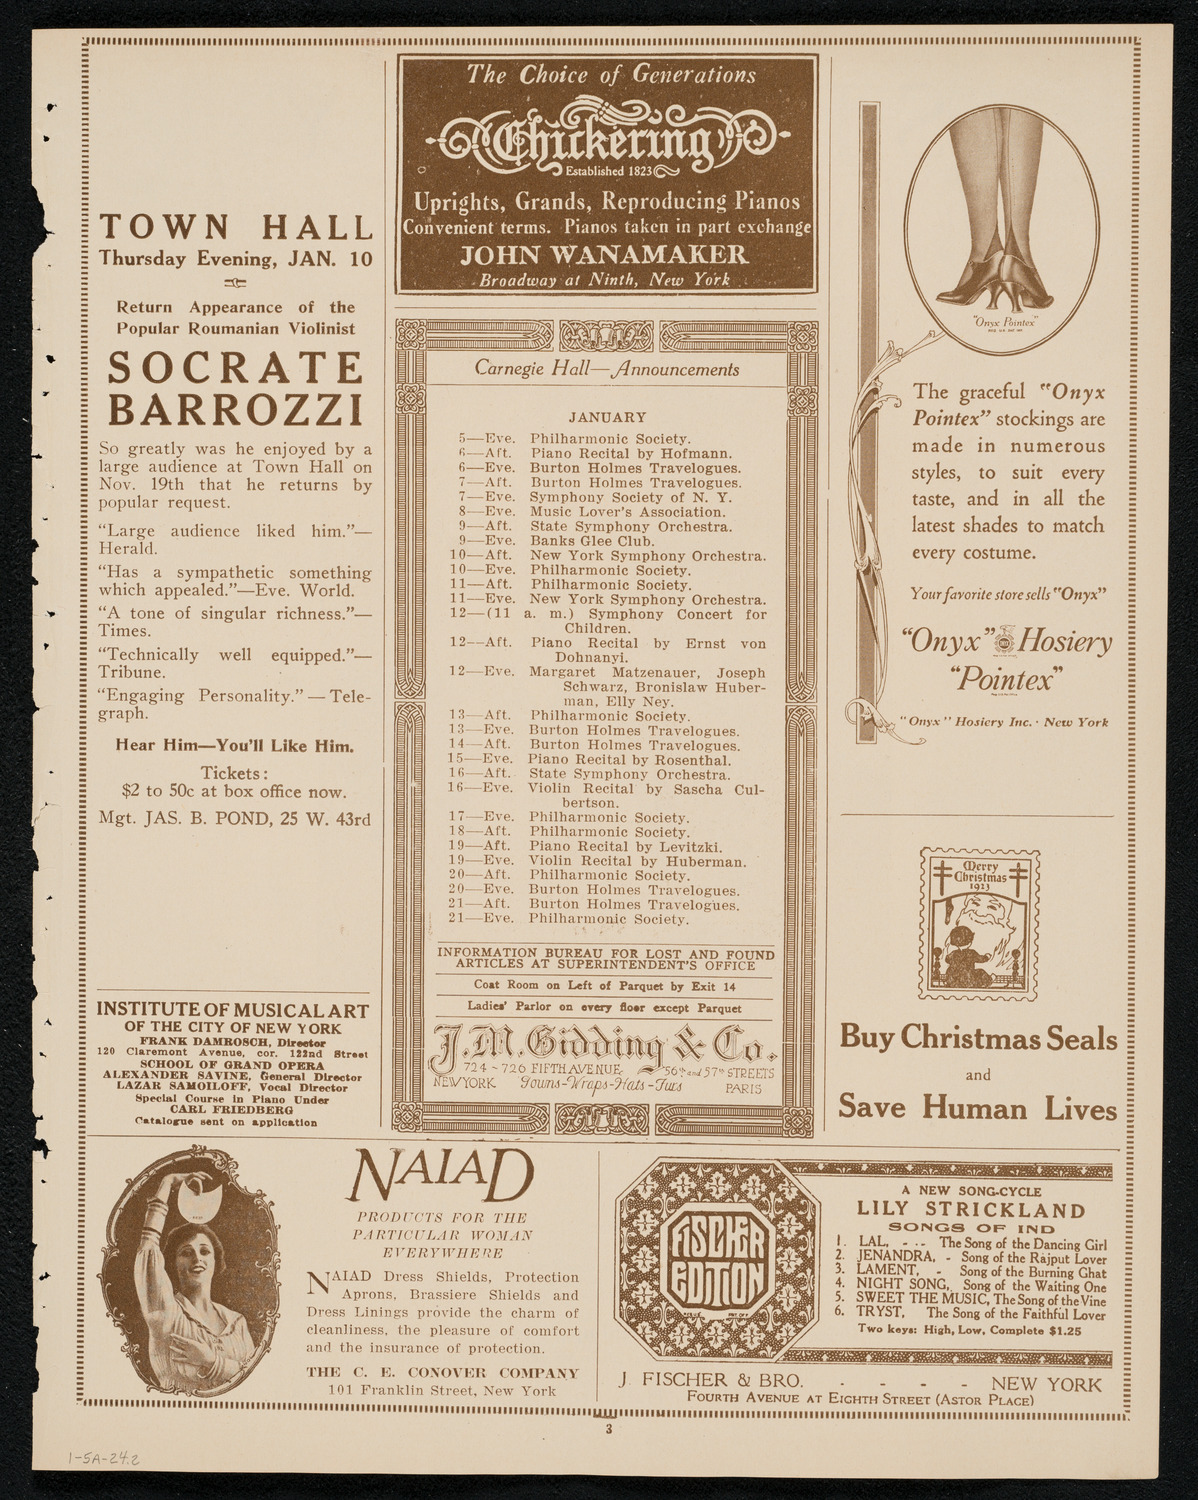 TOWN HALL
Thursday Evening, JAN. 10
Return Appearance of the
Popular Roumanian Violinist
SOCRATE
BARROZZI
So greatly was he enjoyed by a
large audience at Town Hall on
Nov. 19th that he returns by
popular request.
“Large audience liked him.”—
Herald.
“Has a sympathetic something
which appealed.”—Eve. World.
“A tone of singular richness.”—
Times.
“Technically well equipped.”—
Tribune.
“Engaging Personality.” — Tele-
graph.
Hear Him—You'll Like Him.
Tickets:
$2 to 50c at box office now.
Mgt. JAS. B. POND, 25 W. 43rd
INSTITUTE OF MUSICAL ART
OF THE CITY OF NEW YORK
FRANK DAMROSCH, Director
120 Claremont Avenue, cor. 122nd Street
SCHOOL OF GRAND OPERA
ALEXANDER SAVINE, General Director
LAZAR SAMOILOFF, Vocal Director
Special Course in Piano Under
CARL FRIEDBERG
Catalogue sent on application
The Choice of Generations
Chickering
Established 1823
Uprights, Grands, Reproducing Pianos
Convenient terms. Pianos taken in part exchange
JOHN WANAMAKER
Broadway at Ninth, New York
Carnegie Hall—Announcements
JANUARY
5—Eve. Philharmonic Society.
6—Aft. Piano Recital by Hofmann.
6—Eve. Burton Holmes Travelogues.
7—Aft. Burton Holmes Travelogues.
7—Eve. Symphony Society of N. Y.
8—Eve. Music Lover's Association.
9—Aft. State Symphony Orchestra.
9—Eve. Banks Glee Club.
10—Aft. New York Symphony Orchestra.
10—Eve. Philharmonic Society.
11—Aft. Philharmonic Society.
11—Eve. New York Symphony Orchestra.
12—(11 a. m.) Symphony Concert for
Children.
12—Aft. Piano Recital by Ernst von
Dohnanyi.
12—Eve. Margaret Matzenauer, Joseph
Schwarz, Bronislaw Huber-
man, Elly Ney.
13—Aft. Philharmonic Society.
13—Eve. Burton Holmes Travelogues.
14—Aft. Burton Holmes Travelogues.
15—Eve. Piano Recital by Rosenthal.
16—Aft. State Symphony Orchestra.
16—Eve. Violin Recital by Sascha Cul-
bertson.
17—Eve. Philharmonic Society.
18—Aft. Philharmonic Society.
19—Aft. Piano Recital by Levitzki.
19—Eve. Violin Recital by Huberman.
20—Aft. Philharmonic Society.
20—Eve. Burton Holmes Travelogues.
21—Aft. Burton Holmes Travelogues.
21—Eve. Philharmonic Society.
INFORMATION BUREAU FOR LOST AND FOUND
ARTICLES AT SUPERINTENDENT'S OFFICE
Coat Room on Left of Parquet by Exit 14
Ladies' Parlor on every floor except Parquet
J. M. Gidding & Co.
724 - 726 FIFTH AVENUE 56th and 57th STREETS
NEW YORK Gowns-Wraps-Hats-Furs PARIS
"Onyx Pointex"
The graceful "Onyx
Pointex" stockings are
made in numerous
styles, to suit every
taste, and in all the
latest shades to match
every costume.
Your favorite store sells "Onyx"
"Onyx" Hosiery
"Pointex"
"Onyx" Hosiery Inc. · New York
Merry
Christmas
1923
Buy Christmas Seals
and
Save Human Lives
NAIAD
PRODUCTS FOR THE
PARTICULAR WOMAN
EVERYWHERE
NAIAD Dress Shields, Protection
Aprons, Brassiere Shields and
Dress Linings provide the charm of
cleanliness, the pleasure of comfort
and the insurance of protection.
THE C. E. CONOVER COMPANY
101 Franklin Street, New York
FISCHER
EDITION
A NEW SONG-CYCLE
LILY STRICKLAND
SONGS OF IND
1. LAL, - - - The Song of the Dancing Girl
2. JENANDRA, - Song of the Rajput Lover
3. LAMENT, - Song of the Burning Ghat
4. NIGHT SONG, Song of the Waiting One
5. SWEET THE MUSIC, The Song of the Vine
6. TRYST, The Song of the Faithful Lover
Two keys: High, Low, Complete $1.25
J. FISCHER & BRO. - - - - NEW YORK
FOURTH AVENUE AT EIGHTH STREET (ASTOR PLACE)
3
1-5A-24.2